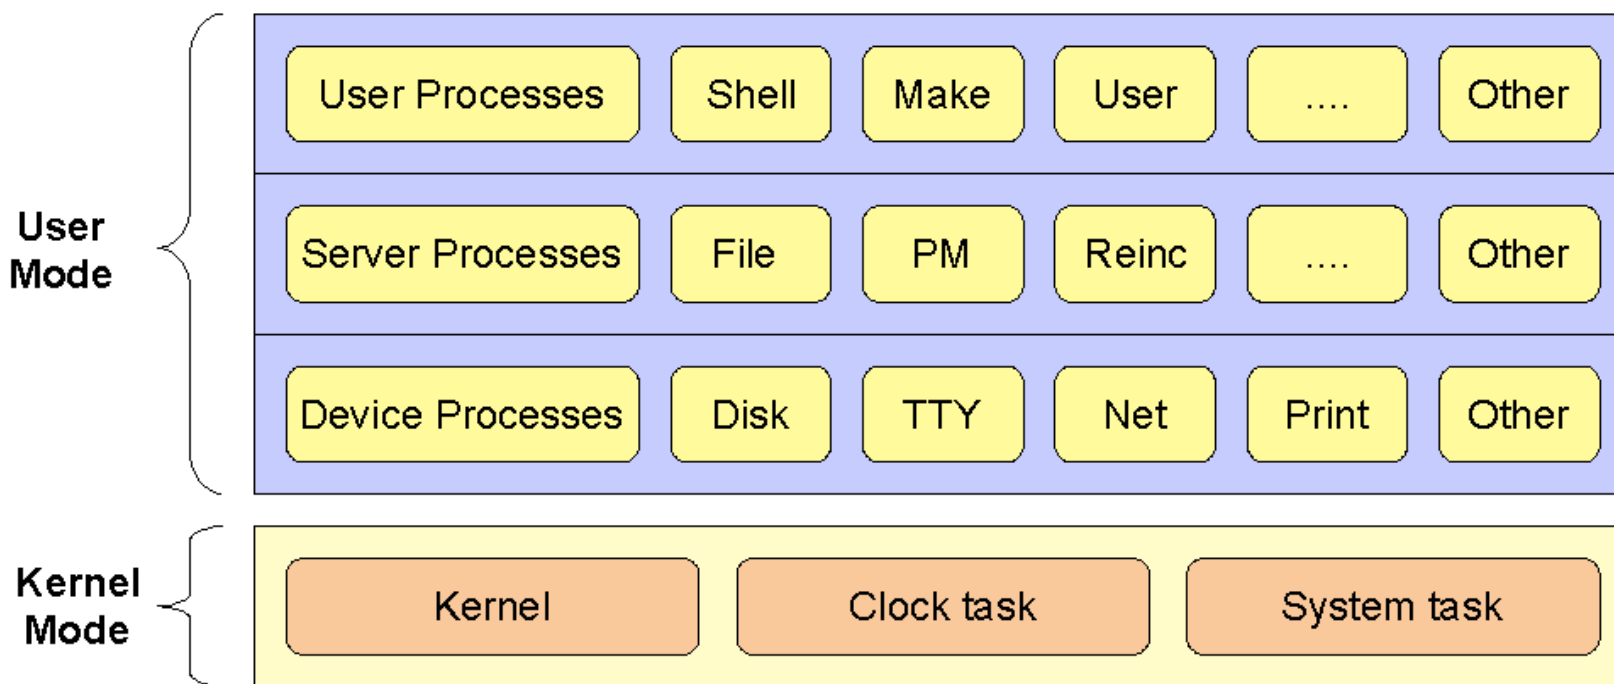 User Processes Shell Make User .... Other
User
Mode
Server Processes File PM Reinc .... Other
Device Processes Disk TTY Net Print Other
Kernel
Mode
Kernel Clock task System task